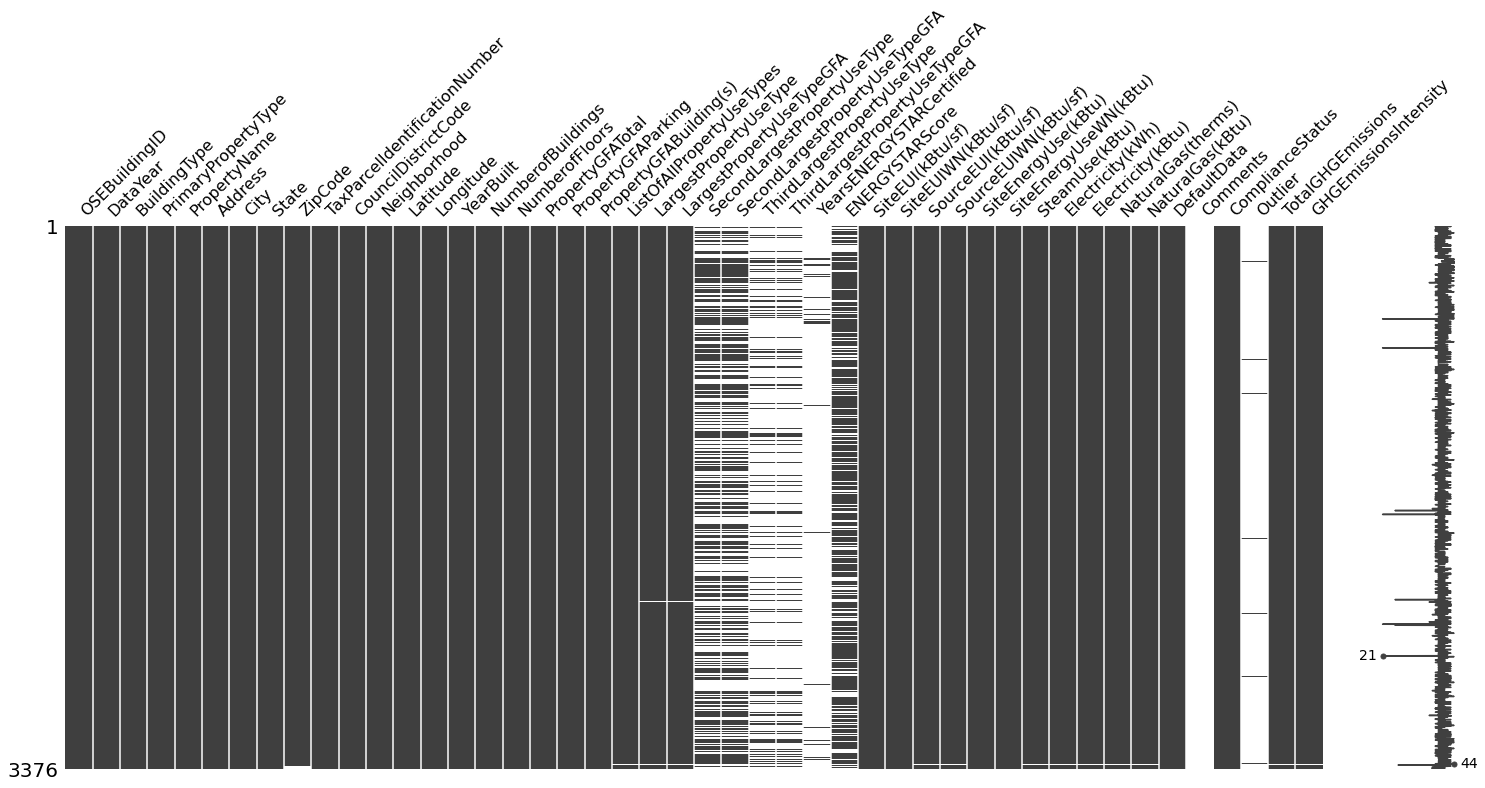 OSEBuildingID
DataYear
BuildingType
PrimaryPropertyType
PropertyName
Address
City
State
ZipCode
TaxParcelIdentificationNumber
CouncilDistrictCode
Neighborhood
Latitude
Longitude
YearBuilt
NumberofBuildings
NumberofFloors
PropertyGFATotal
PropertyGFAParking
PropertyGFABuilding(s)
ListOfAllPropertyUseTypes
LargestPropertyUseType
LargestPropertyUseTypeGFA
SecondLargestPropertyUseType
SecondLargestPropertyUseTypeGFA
ThirdLargestPropertyUseType
ThirdLargestPropertyUseTypeGFA
YearsENERGYSTARCertified
ENERGYSTARScore
SiteEUI(kBtu/sf)
SiteEUIWN(kBtu/sf)
SourceEUI(kBtu/sf)
SourceEUIWN(kBtu/sf)
SiteEnergyUse(kBtu)
SiteEnergyUseWN(kBtu)
SteamUse(kBtu)
Electricity(kWh)
Electricity(kBtu)
NaturalGas(therms)
NaturalGas(kBtu)
DefaultData
Comments
ComplianceStatus
Outlier
TotalGHGEmissions
GHGEmissionsIntensity
1
21
44
3376